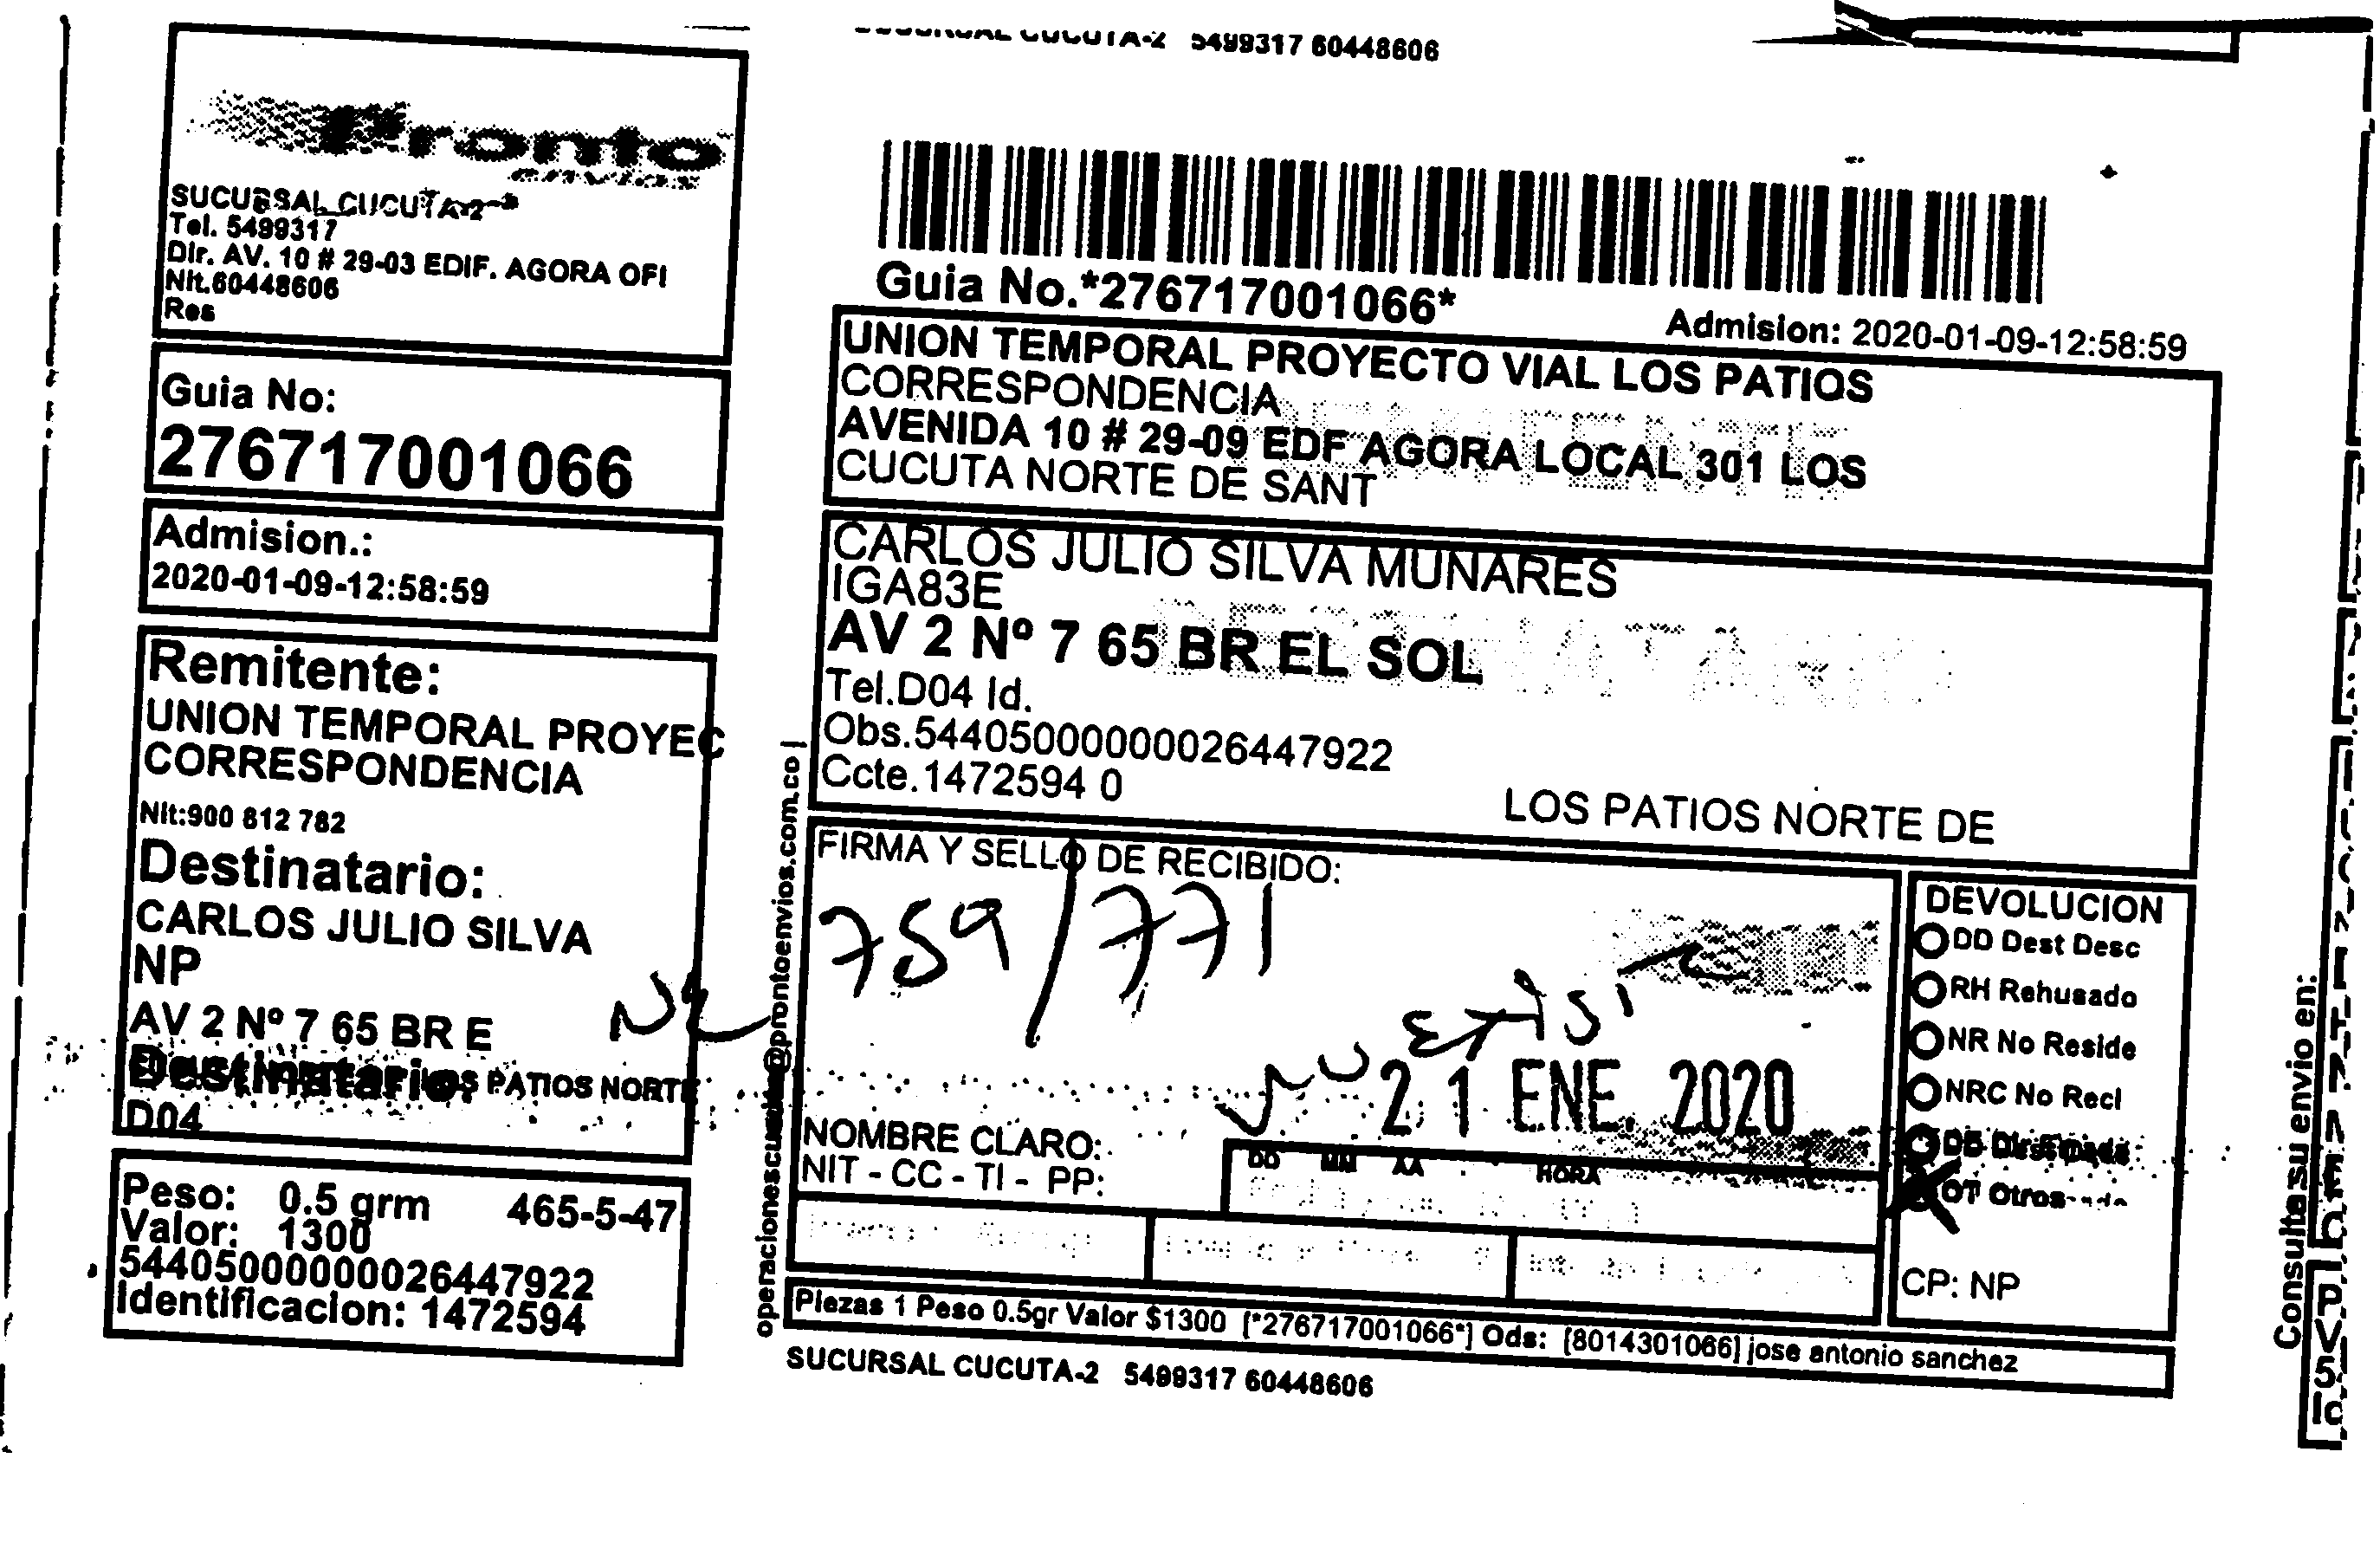 SUCURSAL CUCUTA-2 5499317 60448606
Pronto
envios
SUCURSAL CUCUTA-2
Tel. 5499317
Dir. AV. 10 # 29-03 EDIF. AGORA OFI
Nit.60448606
Res
Guia No:
276717001066
Admision.:
2020-01-09-12:58:59
Remitente:
UNION TEMPORAL PROYEC
CORRESPONDENCIA
Nit:900 812 782
Destinatario:
CARLOS JULIO SILVA
NP
AV 2 Nº 7 65 BR E
Destinatario:
PATIOS NORTE
D04
Peso: 0.5 grm 465-5-47
Valor: 1300
54405000000026447922
Identificacion: 1472594
Guia No.*276717001066*
Admision: 2020-01-09-12:58:59
UNION TEMPORAL PROYECTO VIAL LOS PATIOS
CORRESPONDENCIA
REMITENTE
AVENIDA 10 # 29-09 EDF AGORA LOCAL 301 LOS
CUCUTA NORTE DE SANT
CARLOS JULIO SILVA MUNARES
IGA83E
DESTINATARIO
AV 2 Nº 7 65 BR EL SOL
Tel.D04 Id.
Obs.54405000000026447922
Ccte.1472594 0
LOS PATIOS NORTE DE
FIRMA Y SELLO DE RECIBIDO:
759/771
21 ENE. 2020
NOMBRE CLARO:
NIT - CC - TI - PP:
DD MM AA HORA
DEVOLUCION
DD Dest Desc
RH Rehusado
NR No Reside
NRC No Recl
OT Otros
CP: NP
Piezas 1 Peso 0.5gr Valor $1300 [*276717001066*] Ods: [8014301066] jose antonio sanchez
SUCURSAL CUCUTA-2 5499317 60448606
@prontoenvios.com.co |
Consulta su envio en: